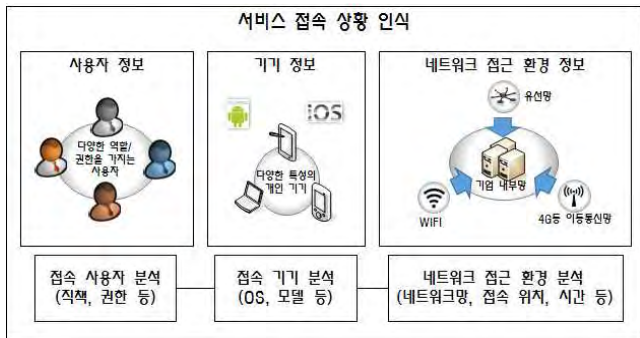 서비스 접속 상황 인식
사용자 정보
다양한 역할/
권한을 가지는
사용자
기기 정보
iOS
다양한 특성의
개인 기기
네트워크 접근 환경 정보
유선망
기업 내부망
WIFI
4G등 이동통신망
접속 사용자 분석
(직책, 권한 등)
접속 기기 분석
(OS, 모델 등)
네트워크 접근 환경 분석
(네트워크망, 접속 위치, 시간 등)